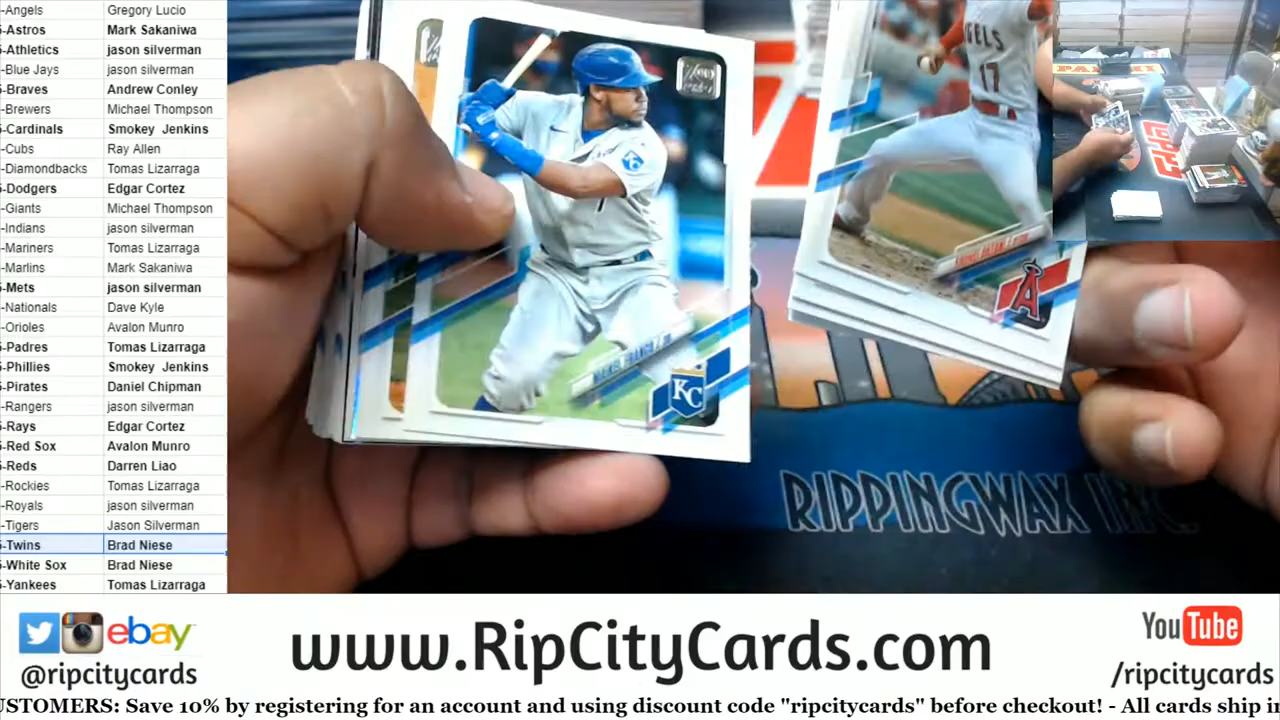 -Angels Gregory Lucio
-Astros Mark Sakaniwa
-Athletics jason silverman
-Blue Jays jason silverman
-Braves Andrew Conley
-Brewers Michael Thompson
-Cardinals Smokey Jenkins
-Cubs Ray Allen
-Diamondbacks Tomas Lizarraga
-Dodgers Edgar Cortez
-Giants Michael Thompson
-Indians jason silverman
-Mariners Tomas Lizarraga
-Marlins Mark Sakaniwa
-Mets jason silverman
-Nationals Dave Kyle
-Orioles Avalon Munro
-Padres Tomas Lizarraga
-Phillies Smokey Jenkins
-Pirates Daniel Chipman
-Rangers jason silverman
-Rays Edgar Cortez
-Red Sox Avalon Munro
-Reds Darren Liao
-Rockies Tomas Lizarraga
-Royals jason silverman
-Tigers Jason Silverman
-Twins Brad Niese
-White Sox Brad Niese
-Yankees Tomas Lizarraga
KC
17
A
RIPPINGWAX INC.
ebay
@ripcitycards
www.RipCityCards.com
YouTube
/ripcitycards
USTOMERS: Save 10% by registering for an account and using discount code "ripcitycards" before checkout! - All cards ship in